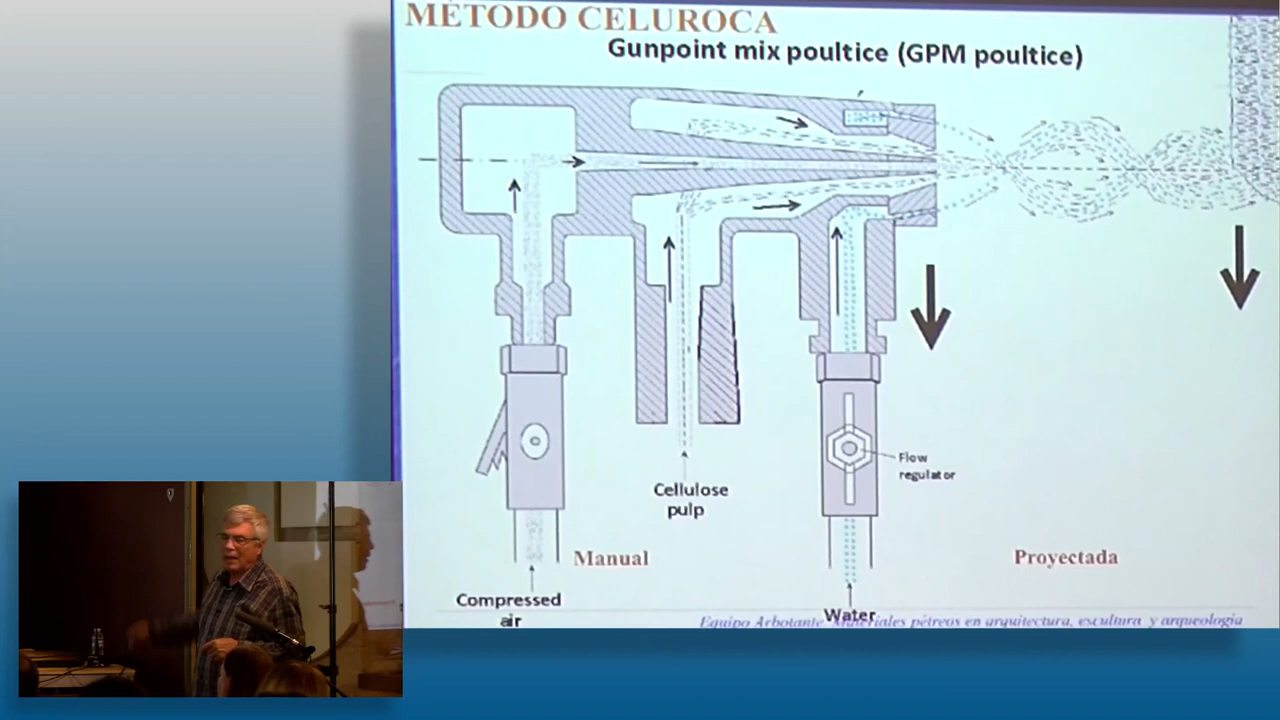 MÉTODO CELUROCA
Gunpoint mix poultice (GPM poultice)
Flow
regulator
Cellulose
pulp
Manual
Proyectada
Compressed
air
Water
Equipo Arbotante Materiales pétreos en arquitectura, escultura y arqueología